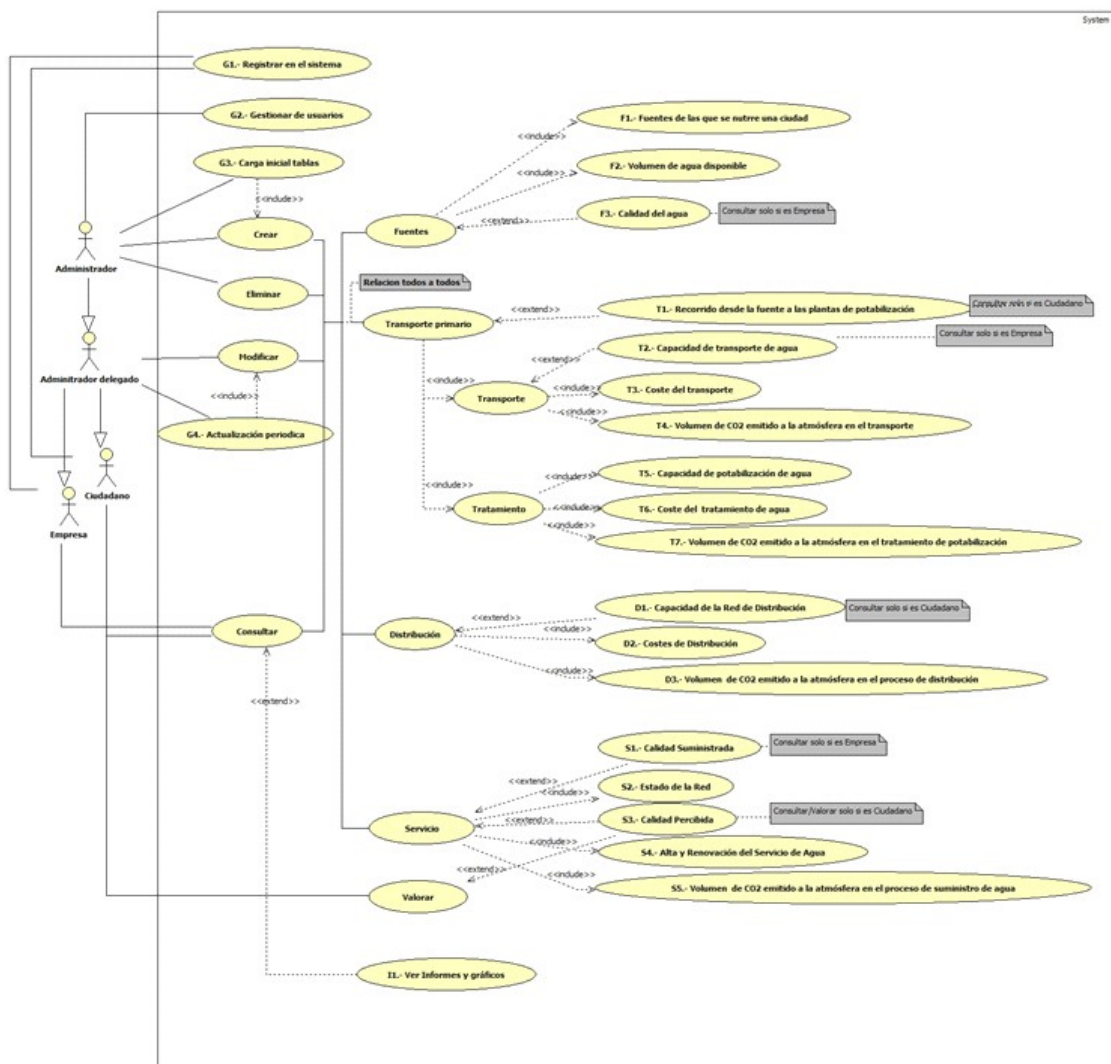 System
G1.- Registrar en el sistema
G2.- Gestionar de usuarios
G3.- Carga inicial tablas
<<include>>
Crear
Eliminar
Modificar
<<include>>
G4.- Actualización periodica
Administrador
Adminitrador delegado
Ciudadano
Empresa
Consultar
<<extend>>
F1.- Fuentes de las que se nutrre una ciudad
<<include>>
F2.- Volumen de agua disponible
<<include>>
F3.- Calidad del agua
Consultar solo si es Empresa
<<extend>>
Fuentes
Relacion todos a todos
Transporte primario
<<extend>>
T1.- Recorrido desde la fuente a las plantas de potabilización
Consultar solo si es Ciudadano
T2.- Capacidad de transporte de agua
Consultar solo si es Empresa
<<extend>>
<<include>>
Transporte
<<include>>
T3.- Coste del transporte
<<include>>
T4.- Volumen de CO2 emitido a la atmósfera en el transporte
<<include>>
T5.- Capacidad de potabilización de agua
<<include>>
Tratamiento
<<include>>
T6.- Coste del tratamiento de agua
<<include>>
T7.- Volumen de CO2 emitido a la atmósfera en el tratamiento de potabilización
D1.- Capacidad de la Red de Distribución
Consultar solo si es Ciudadano
<<extend>>
Distribución
<<include>>
D2.- Costes de Distribución
<<include>>
D3.- Volumen de CO2 emitido a la atmósfera en el proceso de distribución
S1.- Calidad Suministrada
Consultar solo si es Empresa
<<extend>>
S2.- Estado de la Red
<<include>>
S3.- Calidad Percibida
Consultar/Valorar solo si es Ciudadano
<<extend>>
Servicio
<<include>>
S4.- Alta y Renovación del Servicio de Agua
<<extend>>
<<include>>
S5.- Volumen de CO2 emitido a la atmósfera en el proceso de suministro de agua
Valorar
I1.- Ver Informes y gráficos